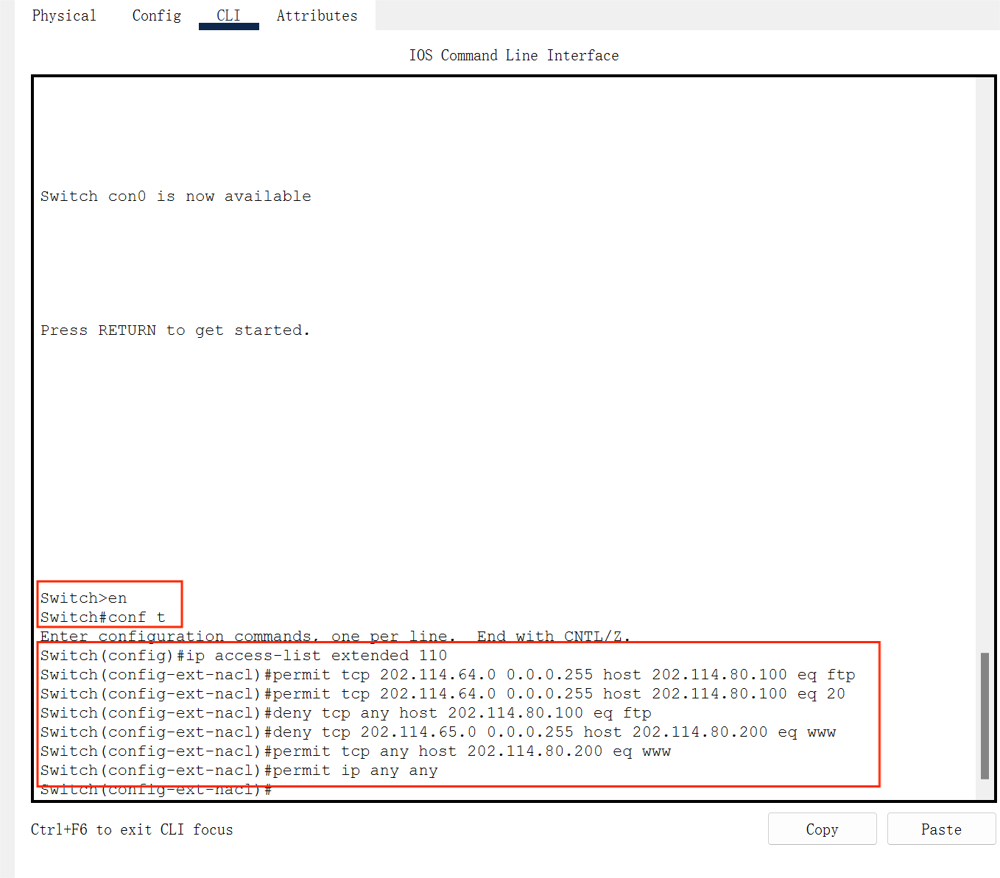 Physical Config CLI Attributes
IOS Command Line Interface
Switch con0 is now available
Press RETURN to get started.
Switch>en
Switch#conf t
Enter configuration commands, one per line.  End with CNTL/Z.
Switch(config)#ip access-list extended 110
Switch(config-ext-nacl)#permit tcp 202.114.64.0 0.0.0.255 host 202.114.80.100 eq ftp
Switch(config-ext-nacl)#permit tcp 202.114.64.0 0.0.0.255 host 202.114.80.100 eq 20
Switch(config-ext-nacl)#deny tcp any host 202.114.80.100 eq ftp
Switch(config-ext-nacl)#deny tcp 202.114.65.0 0.0.0.255 host 202.114.80.200 eq www
Switch(config-ext-nacl)#permit tcp any host 202.114.80.200 eq www
Switch(config-ext-nacl)#permit ip any any
Switch(config-ext-nacl)#
Ctrl+F6 to exit CLI focus
Copy Paste